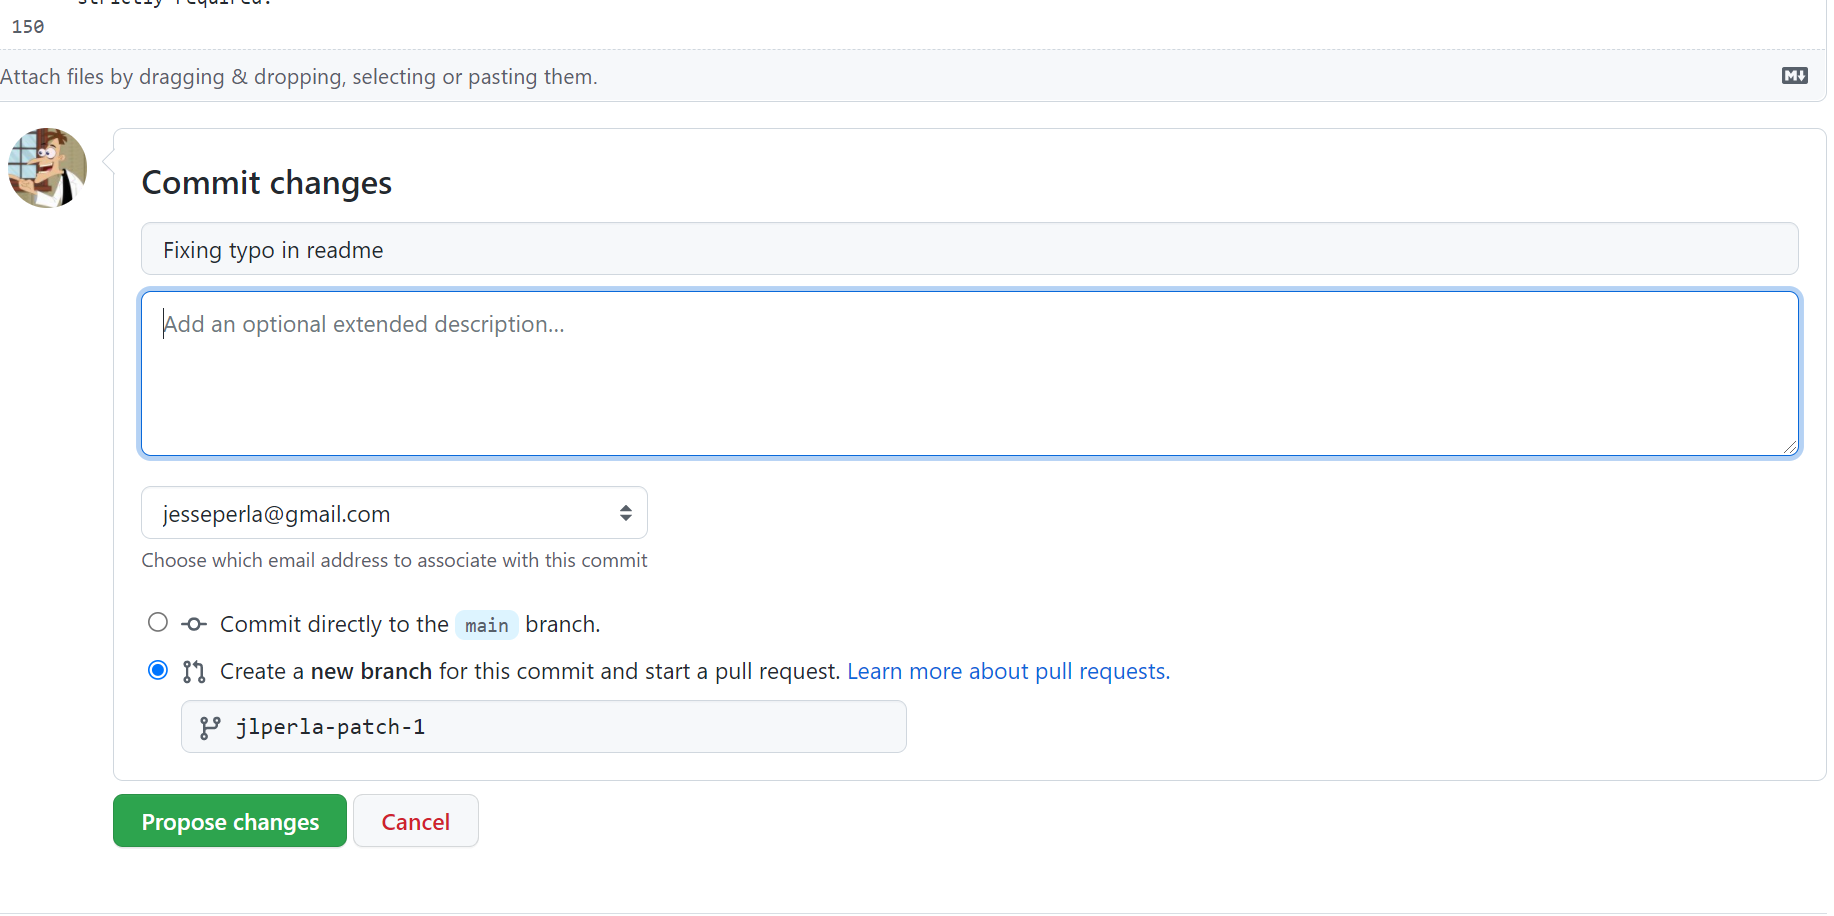 strictly required.
150
Attach files by dragging & dropping, selecting or pasting them.
M
Commit changes
Fixing typo in readme
Add an optional extended description...
jesseperla@gmail.com
Choose which email address to associate with this commit
Commit directly to the main branch.
Create a new branch for this commit and start a pull request. Learn more about pull requests.
jlperla-patch-1
Propose changes Cancel